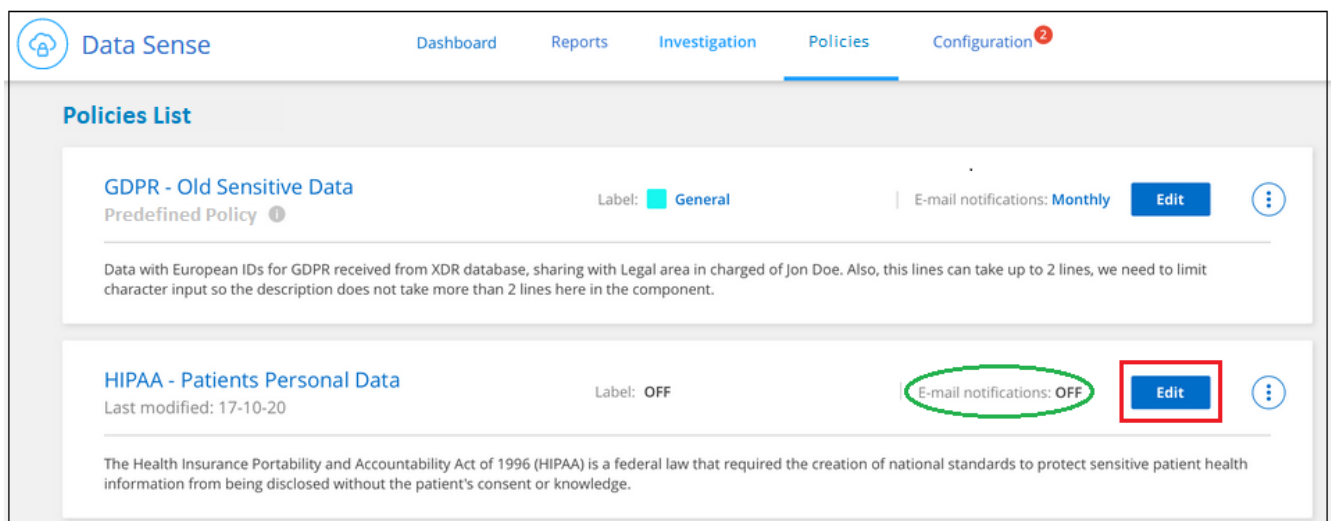 Data Sense Dashboard Reports Investigation Policies Configuration 2
Policies List
GDPR - Old Sensitive Data
Label: General
E-mail notifications: Monthly
Edit
Predefined Policy i
Data with European IDs for GDPR received from XDR database, sharing with Legal area in charged of Jon Doe. Also, this lines can take up to 2 lines, we need to limit
character input so the description does not take more than 2 lines here in the component.
HIPAA - Patients Personal Data
Label: OFF
E-mail notifications: OFF
Edit
Last modified: 17-10-20
The Health Insurance Portability and Accountability Act of 1996 (HIPAA) is a federal law that required the creation of national standards to protect sensitive patient health
information from being disclosed without the patient's consent or knowledge.